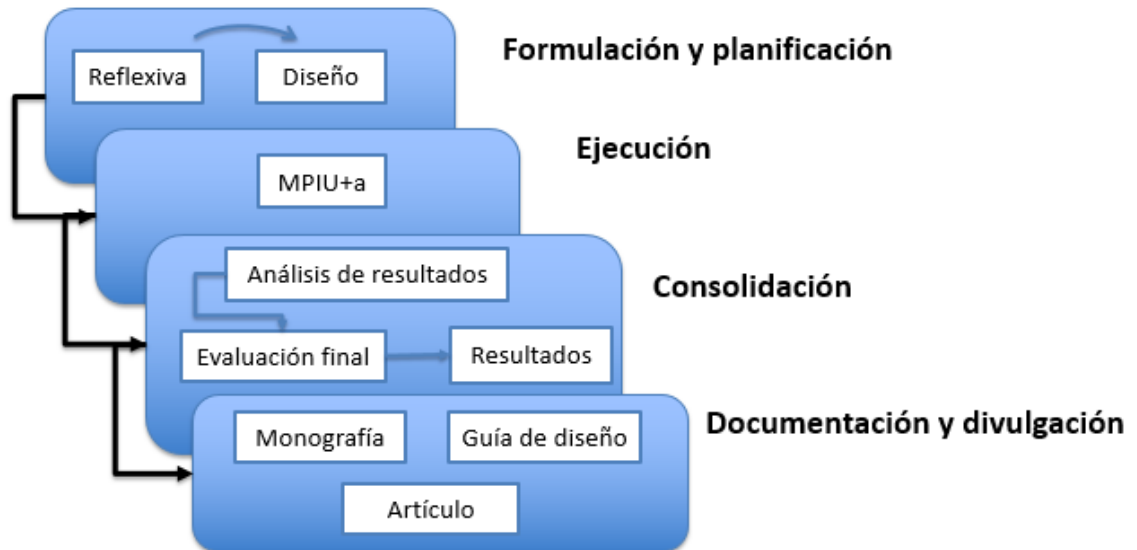 Formulación y planificación
Reflexiva
Diseño
Ejecución
MPIU+a
Consolidación
Análisis de resultados
Evaluación final
Resultados
Documentación y divulgación
Monografía
Guía de diseño
Artículo